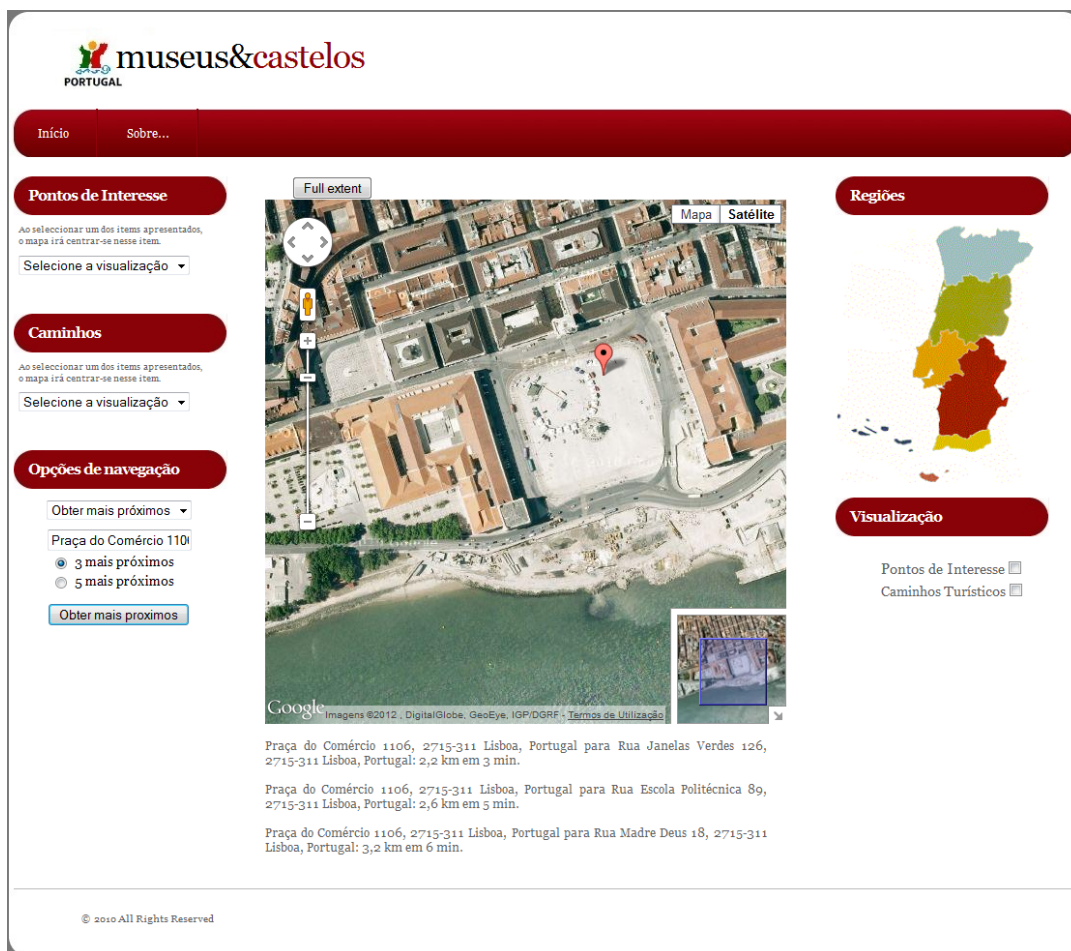 museus&castelos
PORTUGAL
Início
Sobre...
Pontos de Interesse
Ao seleccionar um dos items apresentados,
o mapa irá centrar-se nesse item.
Selecione a visualização
Caminhos
Ao seleccionar um dos items apresentados,
o mapa irá centrar-se nesse item.
Selecione a visualização
Opções de navegação
Obter mais próximos
Praça do Comércio 110
3 mais próximos
5 mais próximos
Obter mais proximos
Full extent
Mapa
Satélite
Google
Imagens ©2012 , DigitalGlobe, GeoEye, IGP/DGRF - Termos de Utilização
Praça do Comércio 1106, 2715-311 Lisboa, Portugal para Rua Janelas Verdes 126,
2715-311 Lisboa, Portugal: 2,2 km em 3 min.
Praça do Comércio 1106, 2715-311 Lisboa, Portugal para Rua Escola Politécnica 89,
2715-311 Lisboa, Portugal: 2,6 km em 5 min.
Praça do Comércio 1106, 2715-311 Lisboa, Portugal para Rua Madre Deus 18, 2715-311
Lisboa, Portugal: 3,2 km em 6 min.
Regiões
Visualização
Pontos de Interesse
Caminhos Turísticos
© 2010 All Rights Reserved